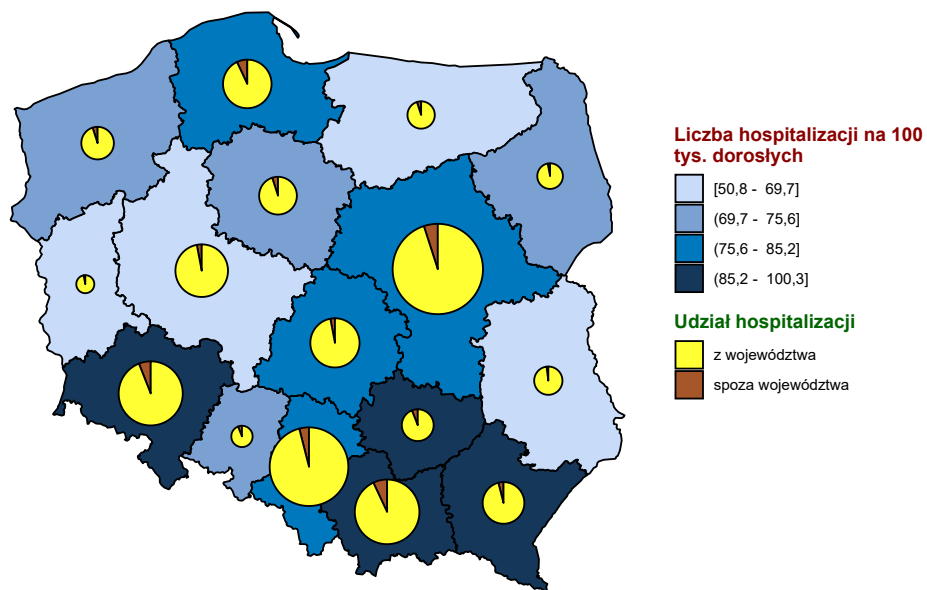 Liczba hospitalizacji na 100
tys. dorosłych
[50,8 - 69,7]
(69,7 - 75,6]
(75,6 - 85,2]
(85,2 - 100,3]
Udział hospitalizacji
z województwa
spoza województwa